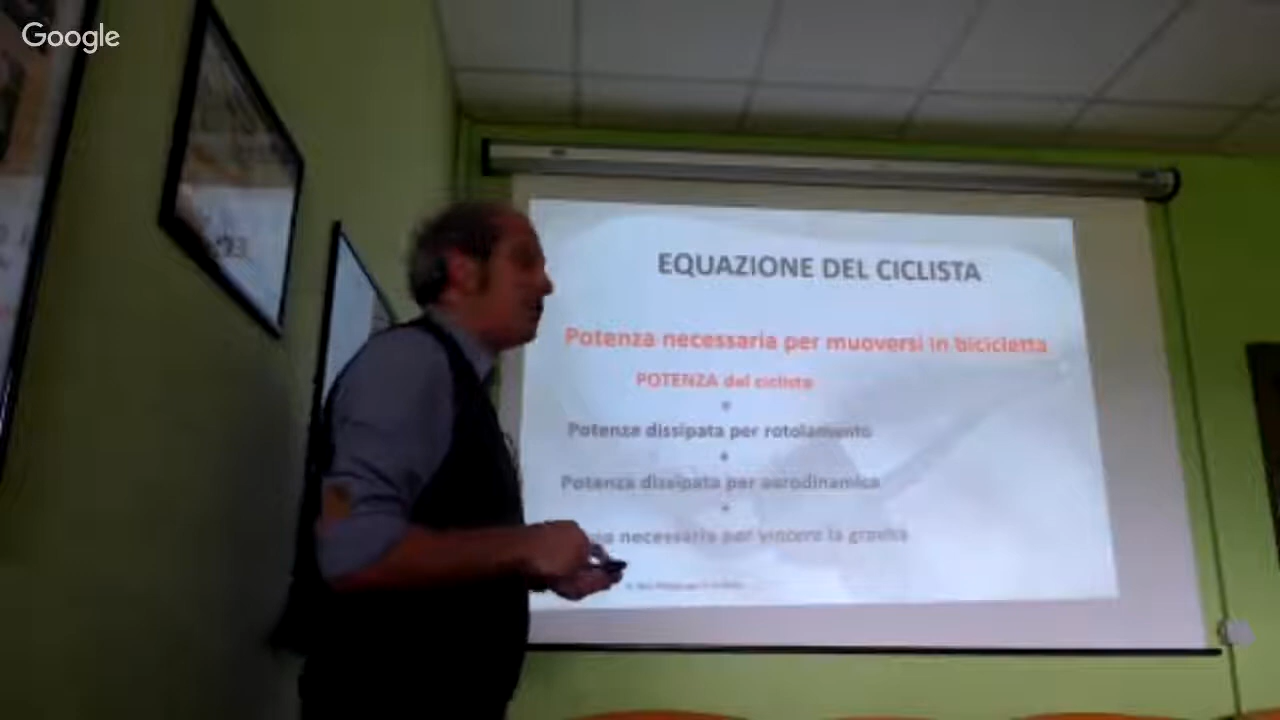 Google
EQUAZIONE DEL CICLISTA
Potenza necessaria per muoversi in bicicletta
POTENZA del ciclista
Potenza dissipata per rotolamento
Potenza dissipata per aerodinamica
necessaria per vincere la gravità